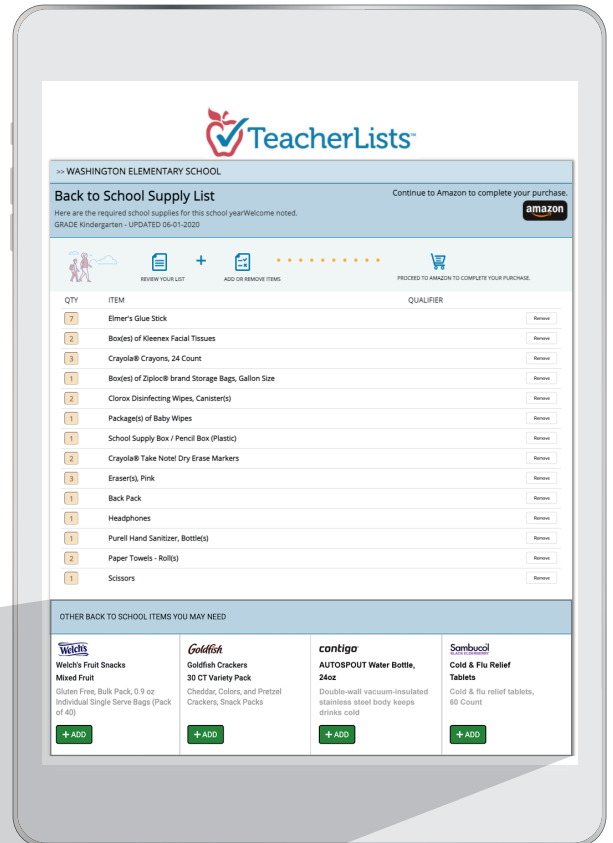 TeacherLists™
>> WASHINGTON ELEMENTARY SCHOOL
Back to School Supply List
Continue to Amazon to complete your purchase.
Here are the required school supplies for this school yearWelcome noted.
GRADE Kindergarten - UPDATED 06-01-2020
amazon
REVIEW YOUR LIST
+
ADD OR REMOVE ITEMS
PROCEED TO AMAZON TO COMPLETE YOUR PURCHASE.
QTY ITEM QUALIFIER
7 Elmer's Glue Stick Remove
2 Box(es) of Kleenex Facial Tissues Remove
3 Crayola® Crayons, 24 Count Remove
1 Box(es) of Ziploc® brand Storage Bags, Gallon Size Remove
2 Clorox Disinfecting Wipes, Canister(s) Remove
1 Package(s) of Baby Wipes Remove
1 School Supply Box / Pencil Box (Plastic) Remove
2 Crayola® Take Note! Dry Erase Markers Remove
3 Eraser(s), Pink Remove
1 Back Pack Remove
1 Headphones Remove
1 Purell Hand Sanitizer, Bottle(s) Remove
2 Paper Towels - Roll(s) Remove
1 Scissors Remove
OTHER BACK TO SCHOOL ITEMS YOU MAY NEED
Welch's
Welch's Fruit Snacks
Mixed Fruit
Gluten Free, Bulk Pack, 0.9 oz
Individual Single Serve Bags (Pack
of 40)
+ ADD
Goldfish
Goldfish Crackers
30 CT Variety Pack
Cheddar, Colors, and Pretzel
Crackers, Snack Packs
+ ADD
contigo
AUTOSPOUT Water Bottle,
24oz
Double-wall vacuum-insulated
stainless steel body keeps
drinks cold
+ ADD
Sambucol
BLACK ELDERBERRY
Cold & Flu Relief
Tablets
Cold & flu relief tablets,
60 Count
+ ADD